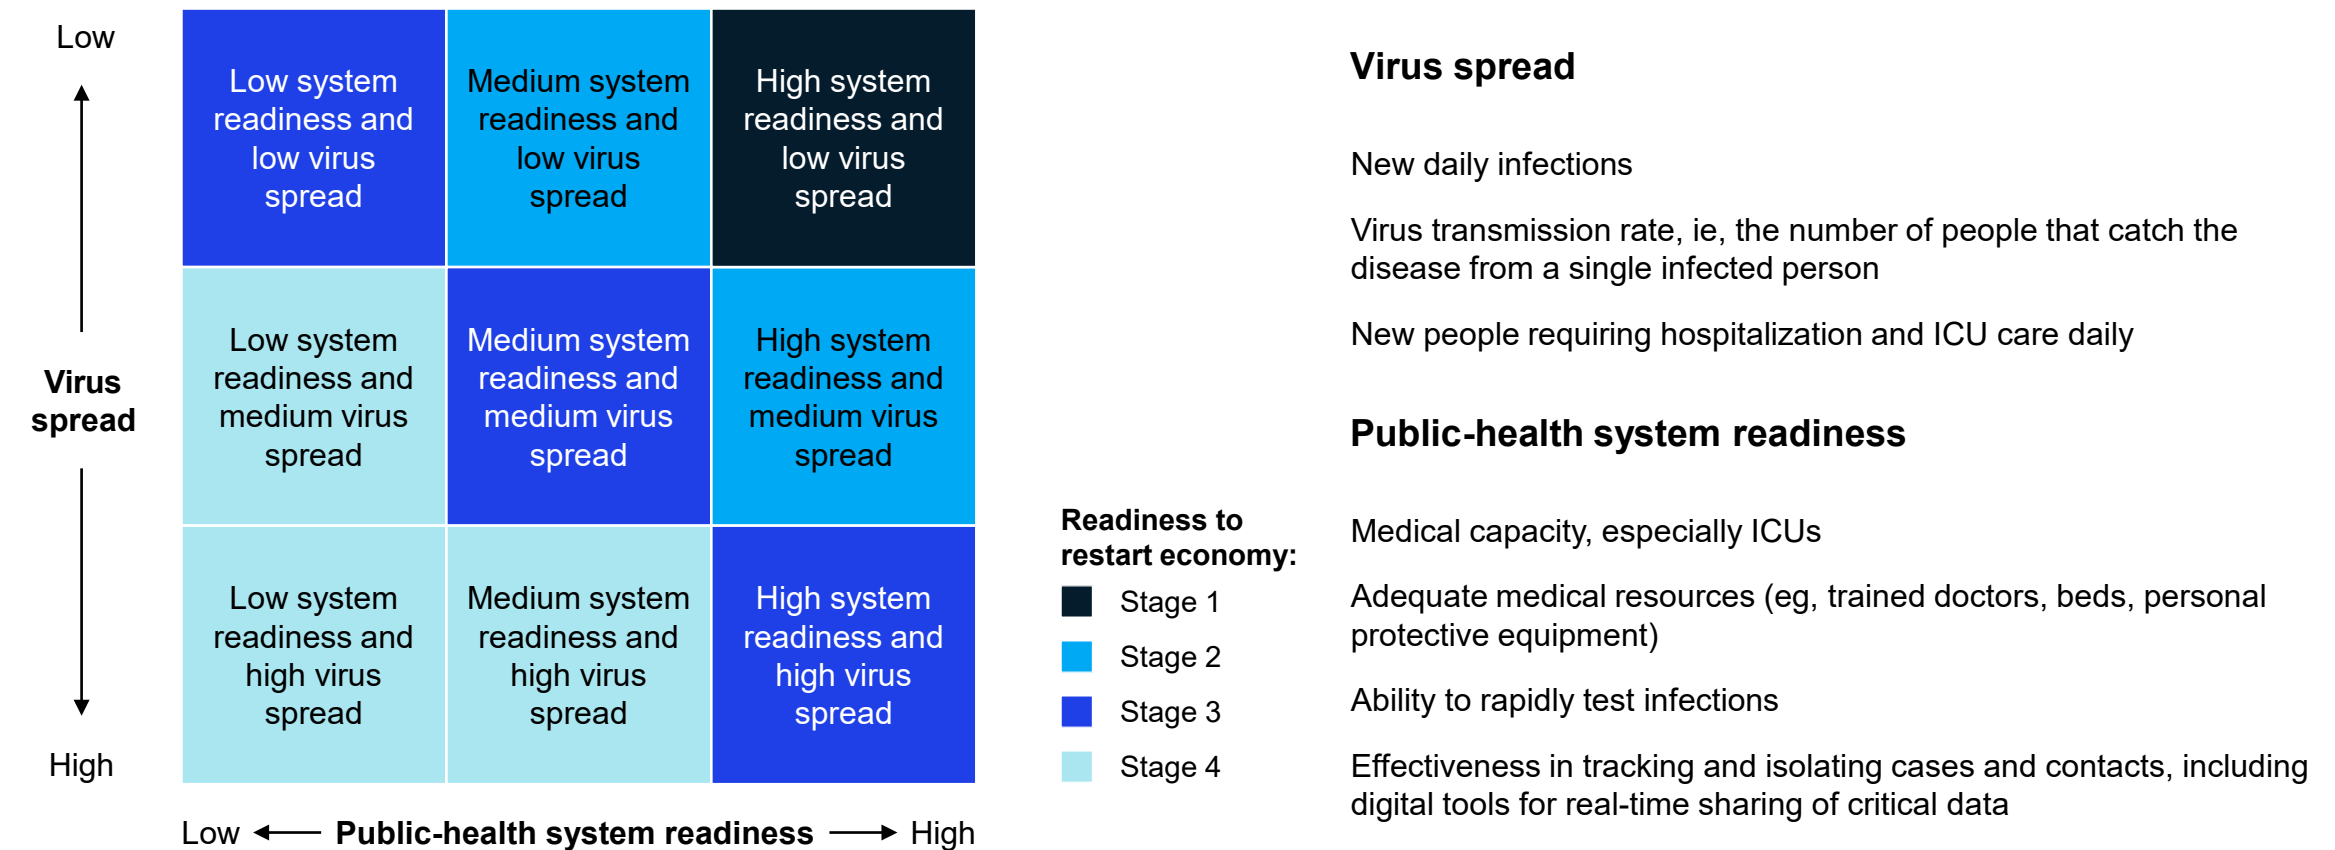 Low
Virus
spread
High
Low system
readiness and
low virus
spread
Medium system
readiness and
low virus
spread
High system
readiness and
low virus
spread
Low system
readiness and
medium virus
spread
Medium system
readiness and
medium virus
spread
High system
readiness and
medium virus
spread
Low system
readiness and
high virus
spread
Medium system
readiness and
high virus
spread
High system
readiness and
high virus
spread
Low
Public-health system readiness
High
Readiness to
restart economy:
Stage 1
Stage 2
Stage 3
Stage 4
Virus spread
New daily infections
Virus transmission rate, ie, the number of people that catch the
disease from a single infected person
New people requiring hospitalization and ICU care daily
Public-health system readiness
Medical capacity, especially ICUs
Adequate medical resources (eg, trained doctors, beds, personal
protective equipment)
Ability to rapidly test infections
Effectiveness in tracking and isolating cases and contacts, including
digital tools for real-time sharing of critical data